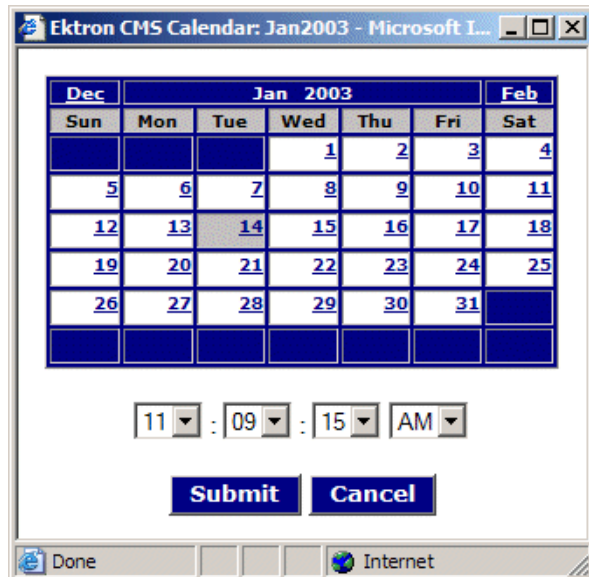 Ektron CMS Calendar: Jan2003 - Microsoft I...
Dec Jan 2003 Feb
Sun Mon Tue Wed Thu Fri Sat
1 2 3 4
5 6 7 8 9 10 11
12 13 14 15 16 17 18
19 20 21 22 23 24 25
26 27 28 29 30 31
11 : 09 : 15 AM
Submit Cancel
Done Internet